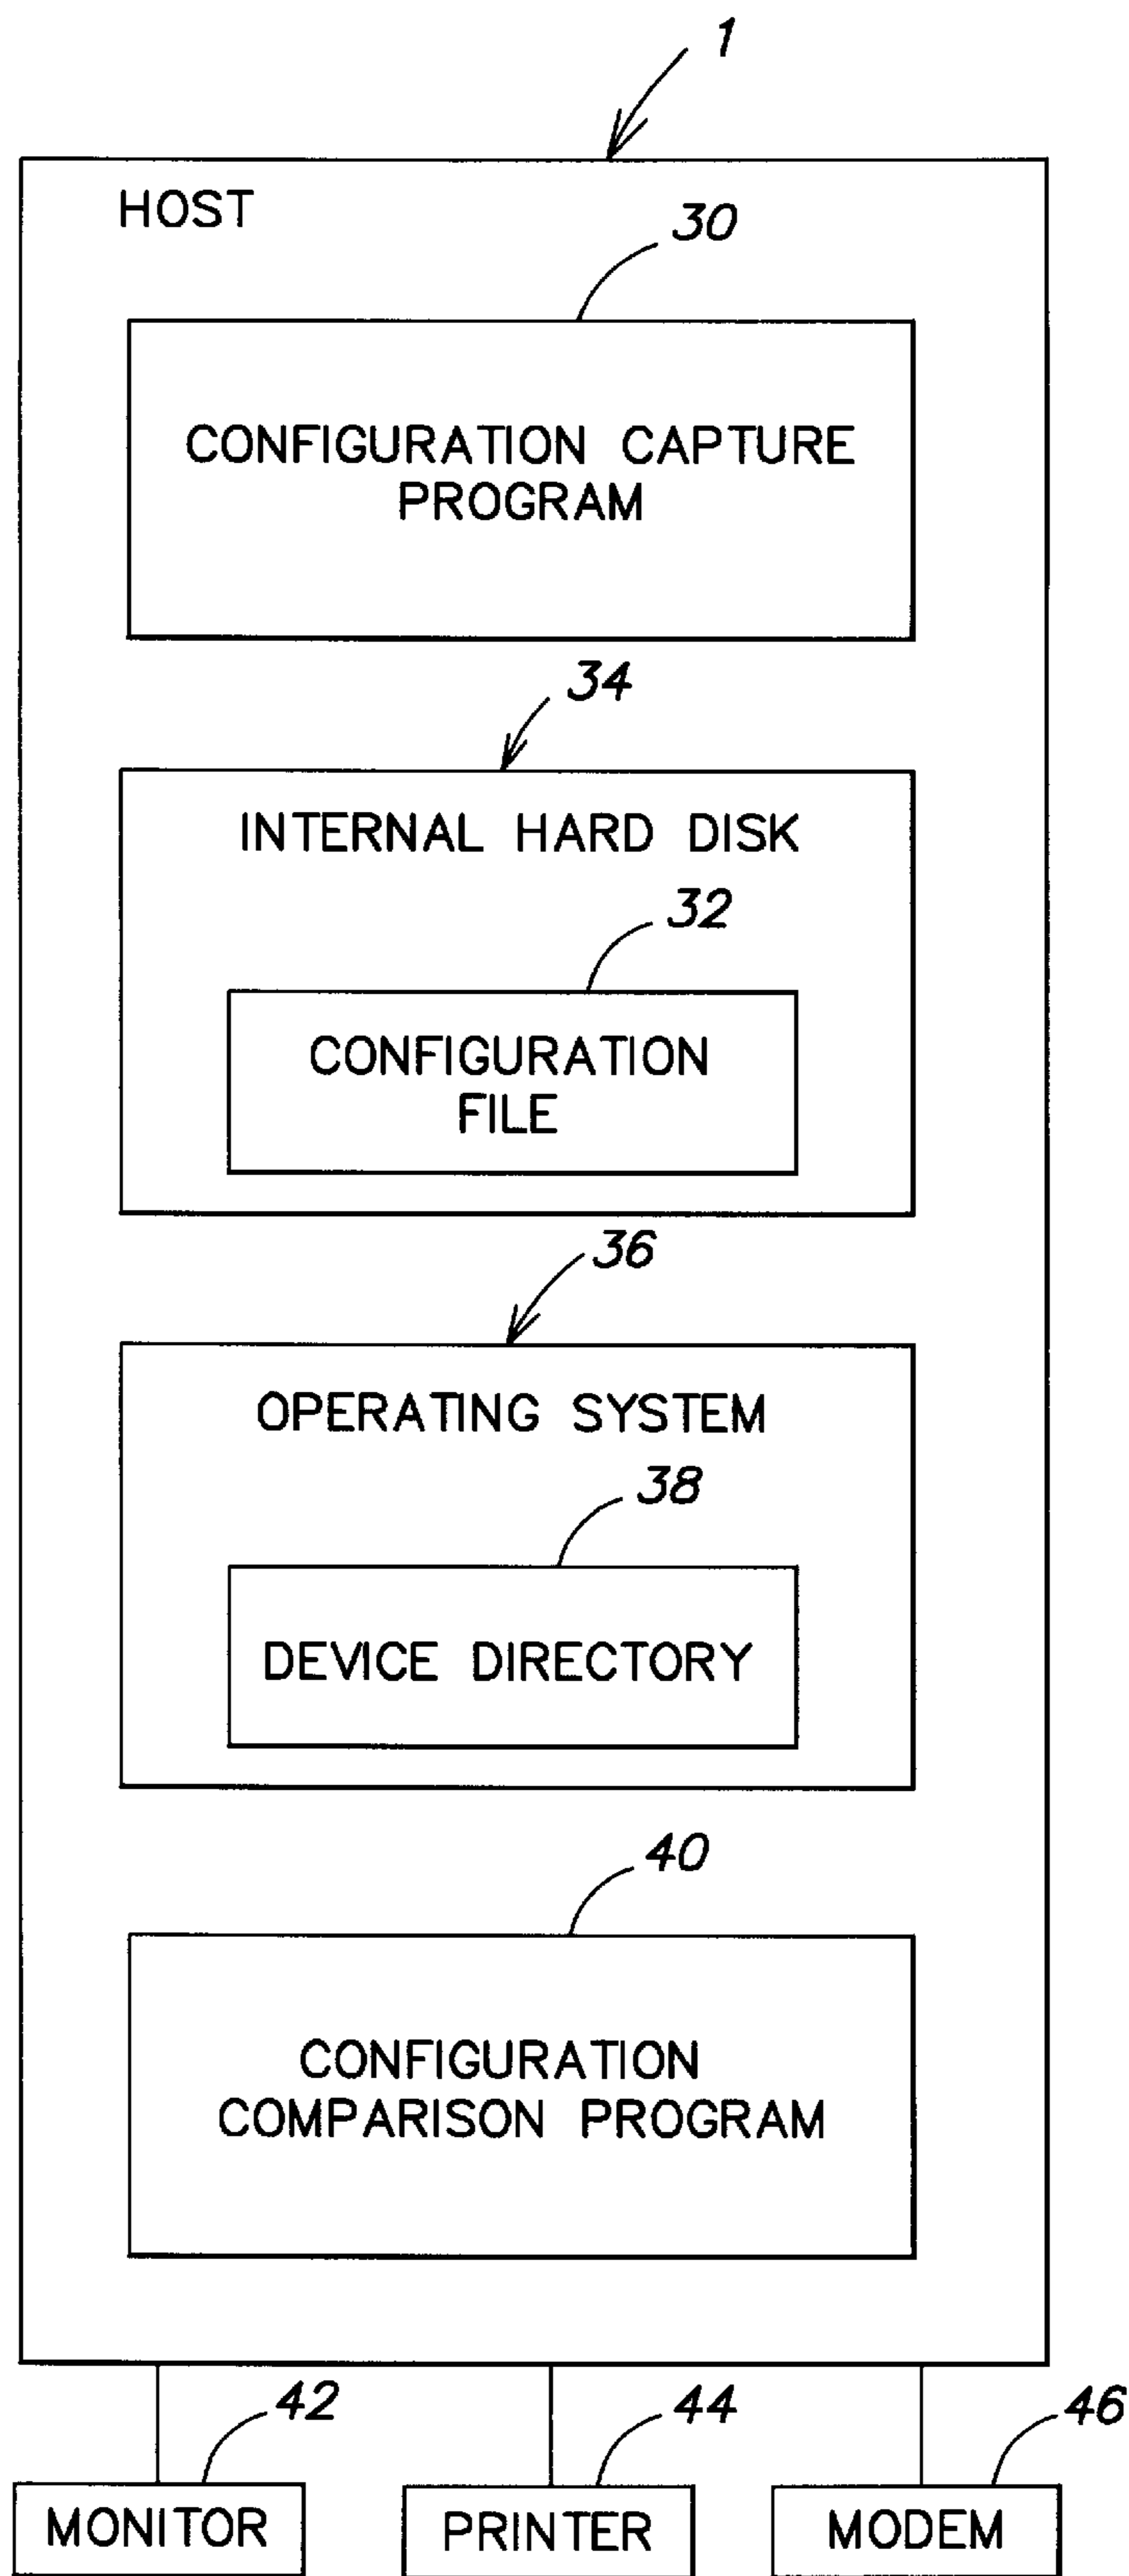 1
HOST
30
CONFIGURATION CAPTURE
PROGRAM
34
INTERNAL HARD DISK
32
CONFIGURATION
FILE
36
OPERATING SYSTEM
38
DEVICE DIRECTORY
40
CONFIGURATION
COMPARISON PROGRAM
42
44
46
MONITOR
PRINTER
MODEM